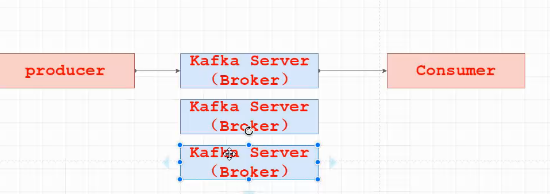 producer
Kafka Server
（Broker）
Consumer
Kafka Server
（Broker）
Kafka Server
（Broker）